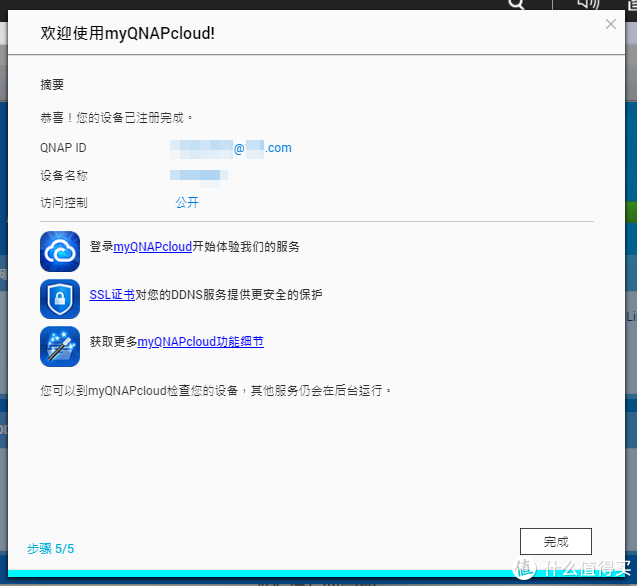 欢迎使用myQNAPcloud!
摘要
恭喜！您的设备已注册完成。
QNAP ID @ .com
设备名称
访问控制 公开
登录myQNAPcloud开始体验我们的服务
SSL证书对您的DDNS服务提供更安全的保护
获取更多myQNAPcloud功能细节
您可以到myQNAPcloud检查您的设备，其他服务仍会在后台运行。
步骤 5/5
完成
值 什么值得买